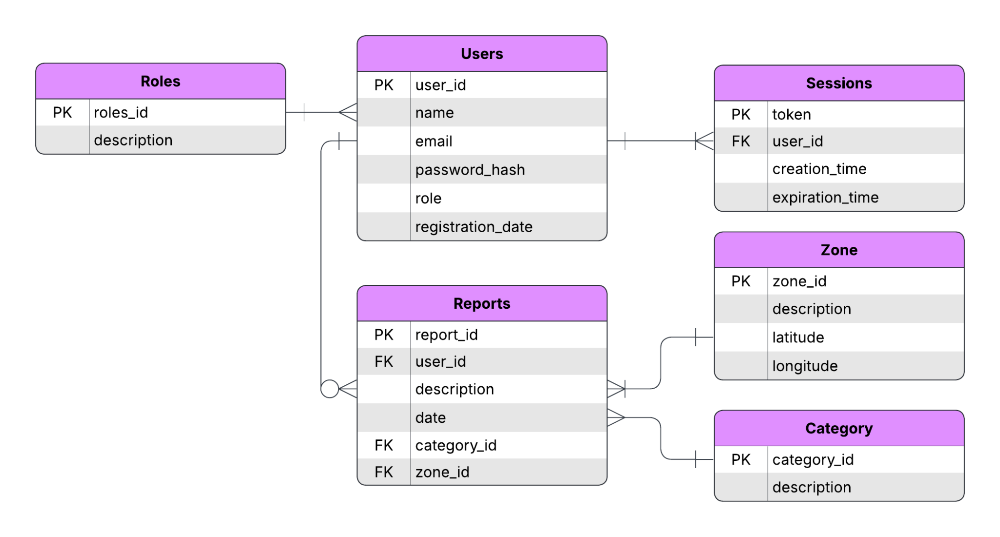 Roles
PK roles_id
description
Users
PK user_id
name
email
password_hash
role
registration_date
Sessions
PK token
FK user_id
creation_time
expiration_time
Reports
PK report_id
FK user_id
description
date
FK category_id
FK zone_id
Zone
PK zone_id
description
latitude
longitude
Category
PK category_id
description